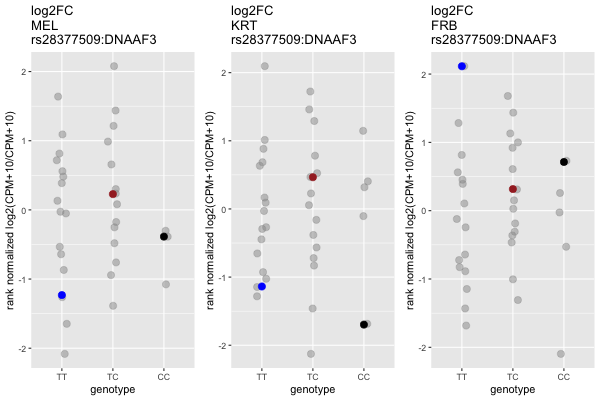 log2FC
MEL
rs28377509:DNAAF3
rank normalized log2(CPM+10/CPM+10)
2
1
0
-1
-2
TT TC CC
genotype
log2FC
KRT
rs28377509:DNAAF3
rank normalized log2(CPM+10/CPM+10)
2
1
0
-1
-2
TT TC CC
genotype
log2FC
FRB
rs28377509:DNAAF3
rank normalized log2(CPM+10/CPM+10)
2
1
0
-1
-2
TT TC CC
genotype